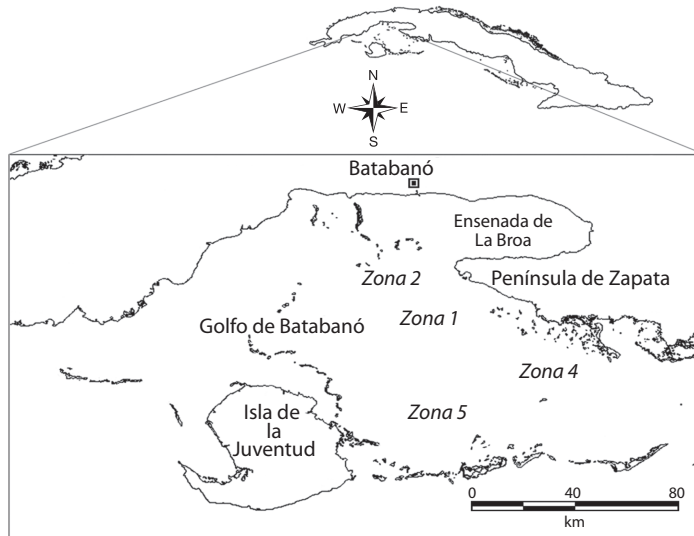 N
W
E
S
Batabanó
Ensenada de
La Broa
Zona 2
Península de Zapata
Golfo de Batabanó
Zona 1
Zona 4
Isla de
la
Juventud
Zona 5
0 40 80
km